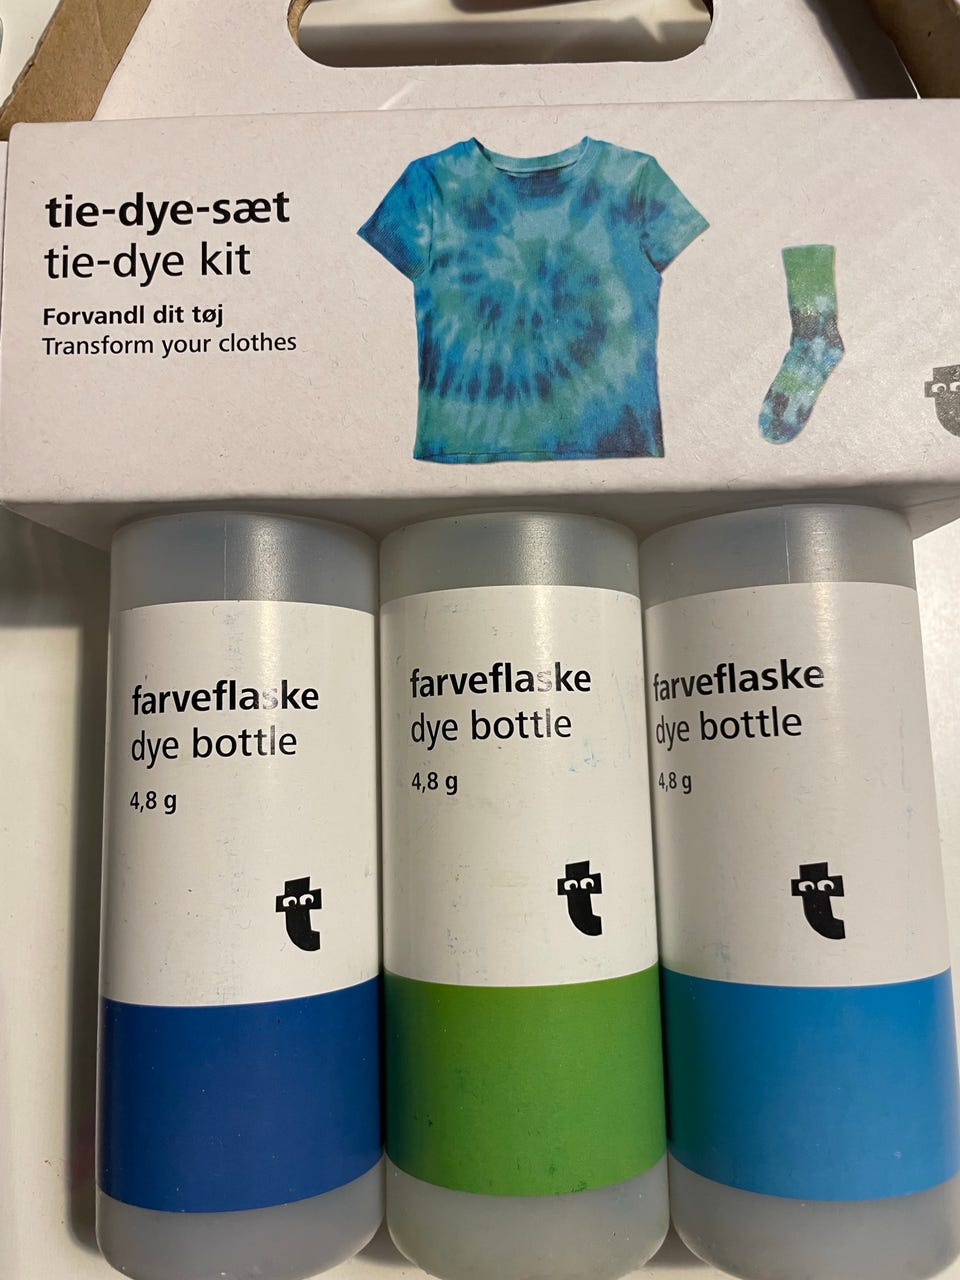 tie-dye-sæt
tie-dye kit
Forvandl dit tøj
Transform your clothes
farveflaske
dye bottle
4,8 g
farveflaske
dye bottle
4,8 g
farveflaske
dye bottle
4,8 g